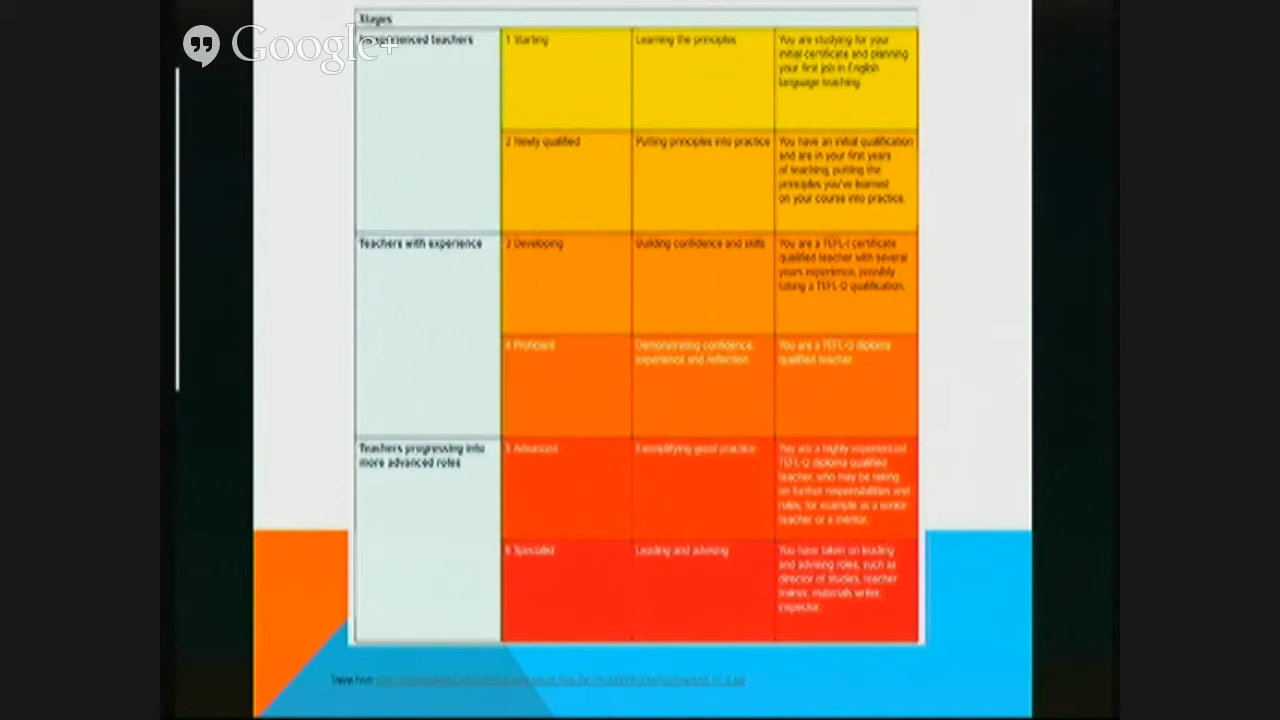 Google+
Stages
teachers
1 Starting
Learning the principles
You are studying for your
initial certificate and planning
your first job in English
language teaching.
2 Newly qualified
Putting principles into practice
You have an initial qualification
and are in your first years
of teaching, putting the
principles you've learned
on your course into practice.
Teachers with experience
3 Developing
Building confidence and skills
You are a TEFL-I certificate
qualified teacher with several
years experience, possibly
taking a TEFL-Q qualification.
4 Proficient
Demonstrating confidence,
experience and reflection
You are a TEFL-Q diploma
qualified teacher
Teachers progressing into
more advanced roles
5 Advanced
Exemplifying good practice
You are a highly experienced
TEFL-Q diploma qualified
teacher, who may be taking
on further responsibilities and
roles, for example as a senior
teacher or a mentor.
6 Specialist
Leading and advising
You have taken on leading
and advising roles, such as
director of studies, teacher
trainer, materials writer,
inspector.
Taken from